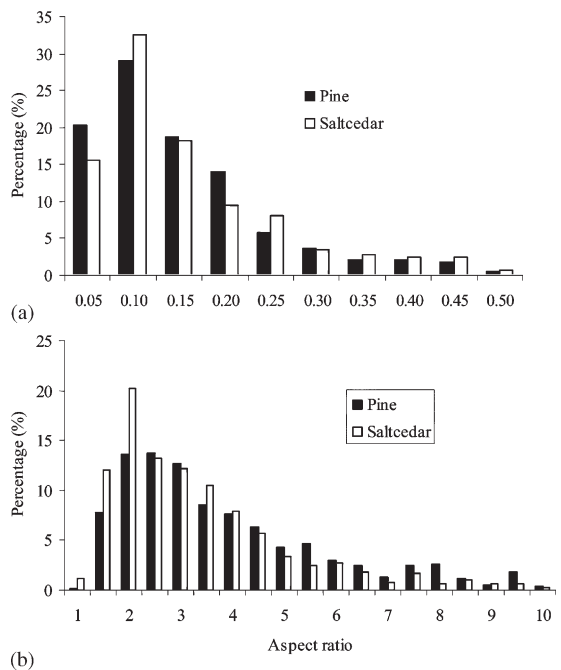 35
30
25
20
15
10
5
0
Percentage (%)
Pine
Saltcedar
0.05 0.10 0.15 0.20 0.25 0.30 0.35 0.40 0.45 0.50
(a)
25
20
15
10
5
0
Percentage (%)
Pine
Saltcedar
1 2 3 4 5 6 7 8 9 10
Aspect ratio
(b)